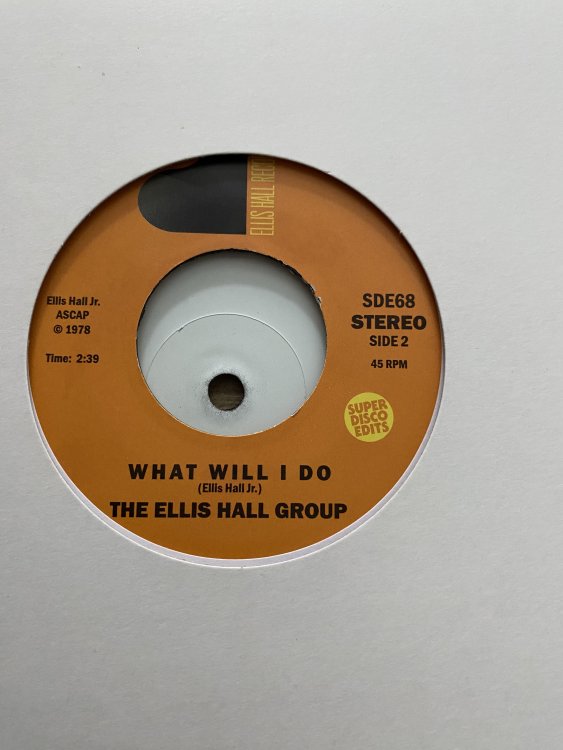 ELLIS HALL RECO
Ellis Hall Jr.
ASCAP
© 1978
Time: 2:39
SDE68
STEREO
SIDE 2
45 RPM
SUPER
DISCO
EDITS
WHAT WILL I DO
(Ellis Hall Jr.)
THE ELLIS HALL GROUP